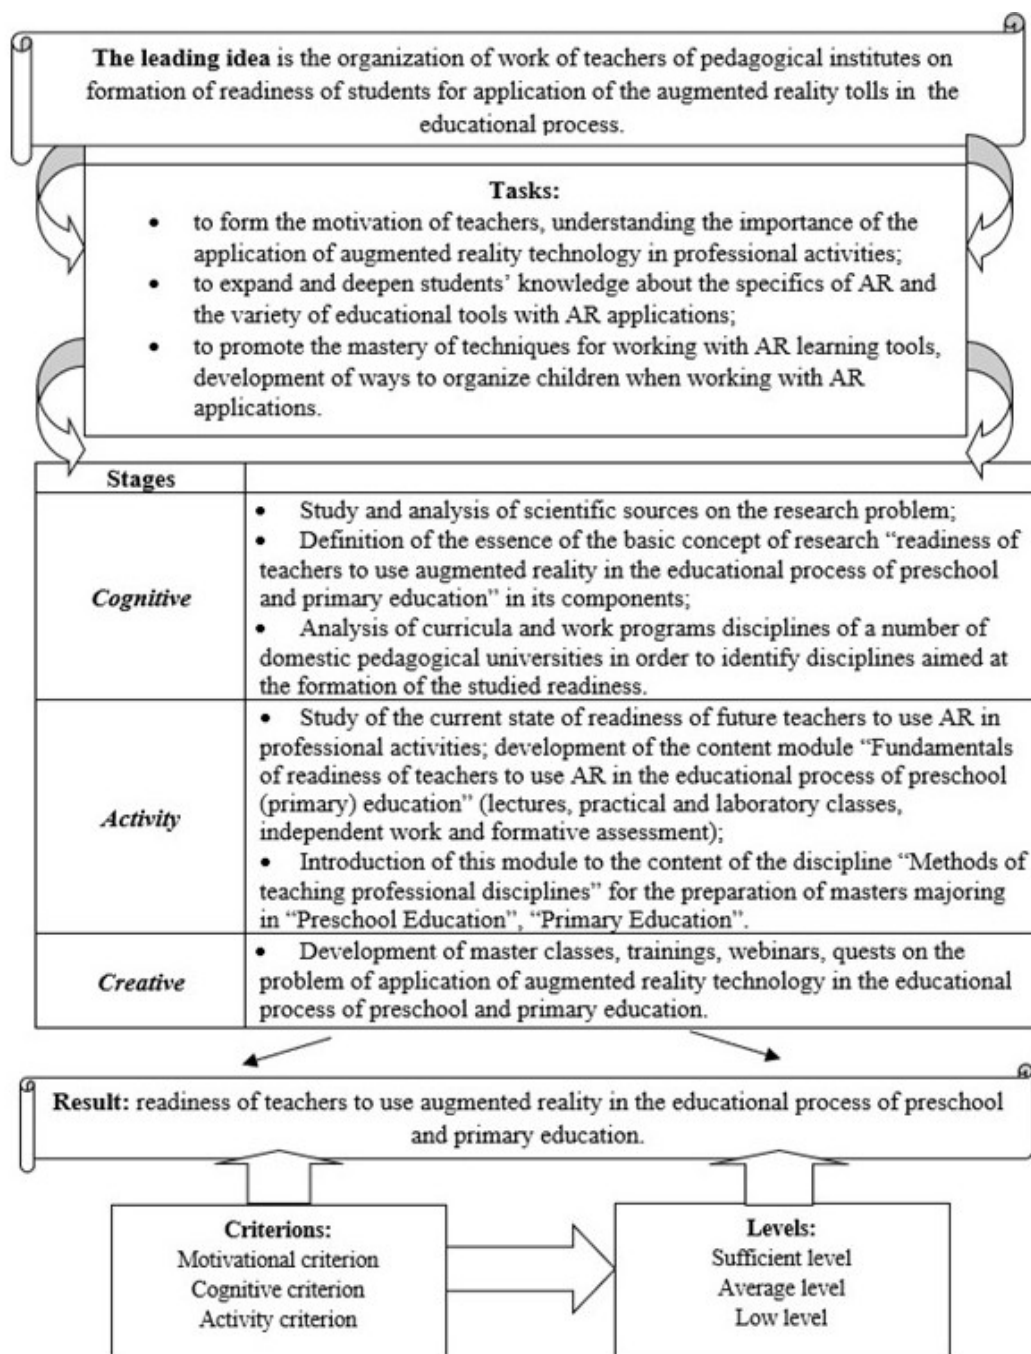 The leading idea is the organization of work of teachers of pedagogical institutes on
formation of readiness of students for application of the augmented reality tolls in the
educational process.
Tasks:
• to form the motivation of teachers, understanding the importance of the
application of augmented reality technology in professional activities;
• to expand and deepen students’ knowledge about the specifics of AR and
the variety of educational tools with AR applications;
• to promote the mastery of techniques for working with AR learning tools,
development of ways to organize children when working with AR
applications.
Stages
Cognitive
• Study and analysis of scientific sources on the research problem;
• Definition of the essence of the basic concept of research “readiness of
teachers to use augmented reality in the educational process of preschool
and primary education” in its components;
• Analysis of curricula and work programs disciplines of a number of
domestic pedagogical universities in order to identify disciplines aimed at
the formation of the studied readiness.
Activity
• Study of the current state of readiness of future teachers to use AR in
professional activities; development of the content module “Fundamentals
of readiness of teachers to use AR in the educational process of preschool
(primary) education” (lectures, practical and laboratory classes,
independent work and formative assessment);
• Introduction of this module to the content of the discipline “Methods of
teaching professional disciplines” for the preparation of masters majoring
in “Preschool Education”, “Primary Education”.
Creative
• Development of master classes, trainings, webinars, quests on the
problem of application of augmented reality technology in the educational
process of preschool and primary education.
Result: readiness of teachers to use augmented reality in the educational process of preschool
and primary education.
Criterions:
Motivational criterion
Cognitive criterion
Activity criterion
Levels:
Sufficient level
Average level
Low level